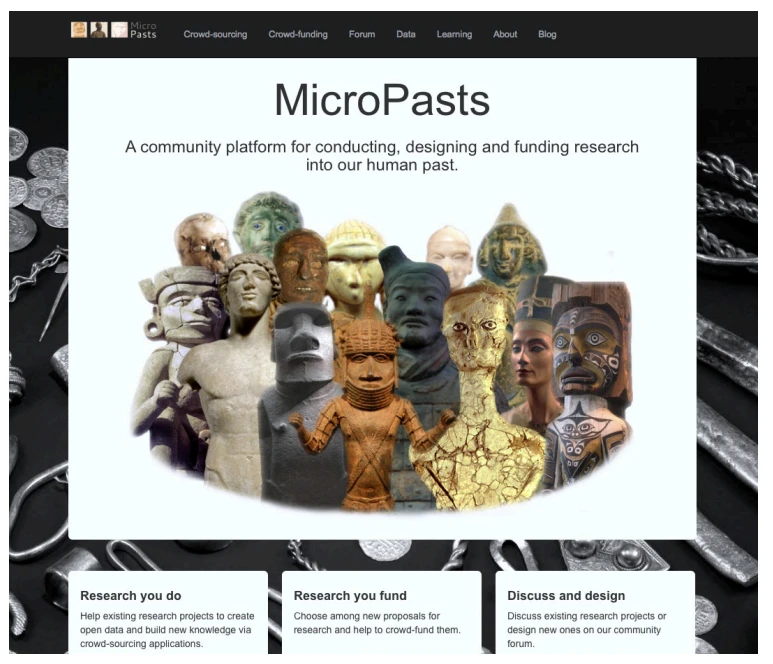 Micro
Pasts
Crowd-sourcing Crowd-funding Forum Data Learning About Blog
MicroPasts
A community platform for conducting, designing and funding research
into our human past.
Research you do
Help existing research projects to create
open data and build new knowledge via
crowd-sourcing applications.
Research you fund
Choose among new proposals for
research and help to crowd-fund them.
Discuss and design
Discuss existing research projects or
design new ones on our community
forum.